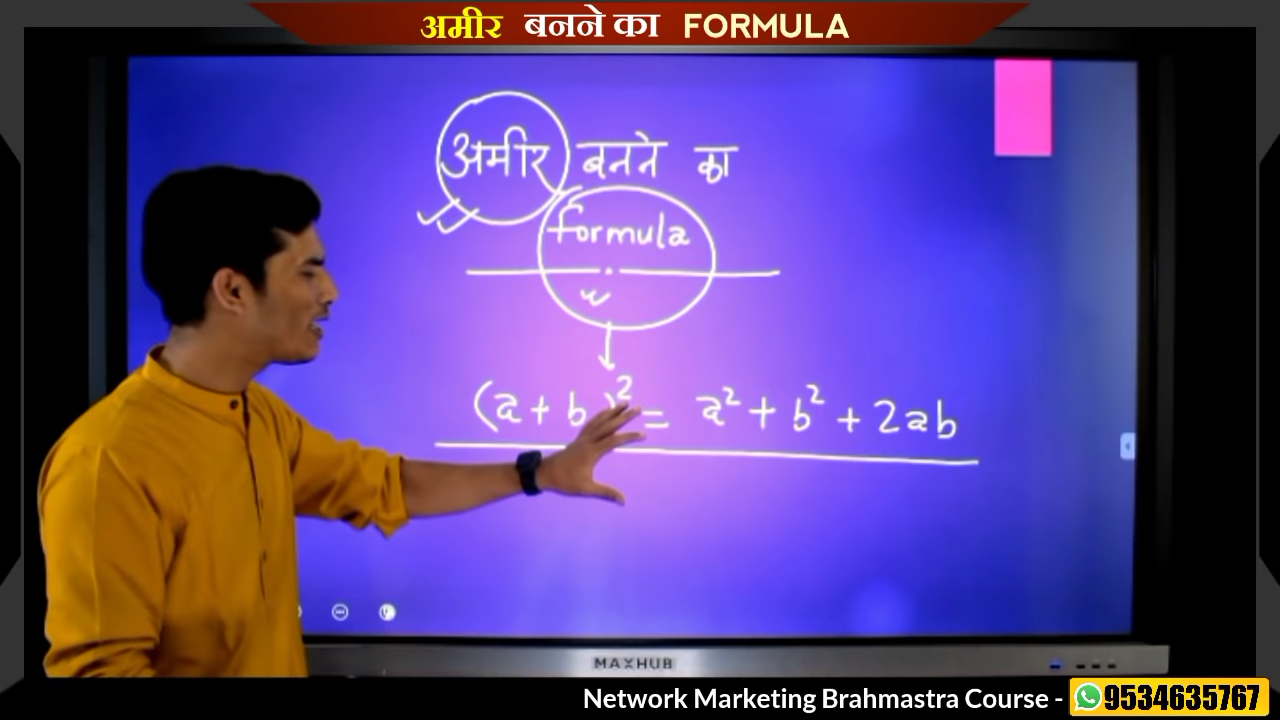 अमीर बनने का FORMULA
अमीर बनने का
formula
(a + b)² = a² + b² + 2ab
MAXHUB
Network Marketing Brahmastra Course - 9534635767